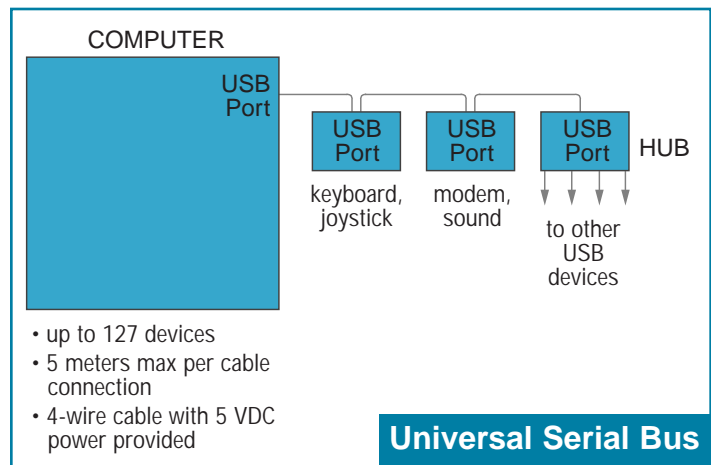 COMPUTER
USB
Port
USB
Port
USB
Port
USB
Port
HUB
keyboard,
joystick
modem,
sound
to other
USB
devices
• up to 127 devices
• 5 meters max per cable
connection
• 4-wire cable with 5 VDC
power provided
Universal Serial Bus